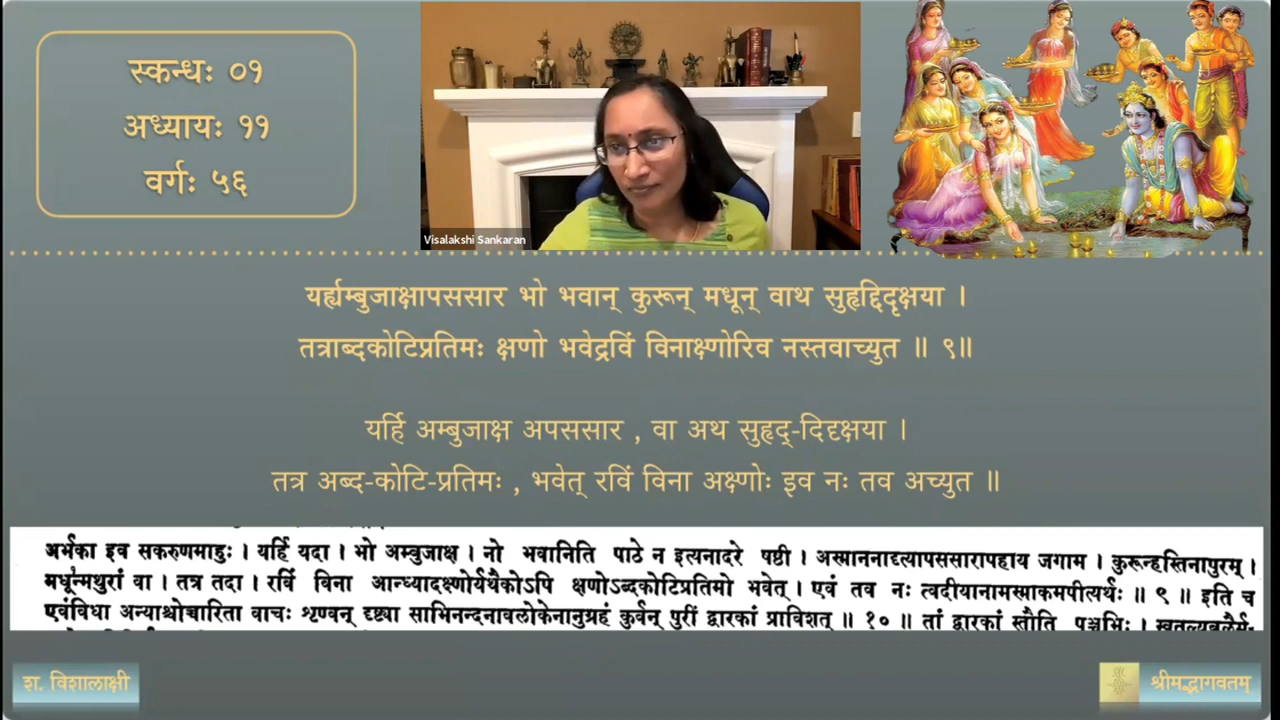 स्कन्धः ०१
अध्यायः ११
वर्गः ५६
Visalakshi Sankaran
यर्ह्यम्बुजाक्षापससार भो भवान् कुरून् मधून् वाथ सुहृद्दिदृक्षया ।
तत्राब्दकोटिप्रतिमः क्षणो भवेद्रविं विनाक्ष्णोरिव नस्तवाच्युत ॥ ९॥
यर्हि अम्बुजाक्ष अपससार , वा अथ सुहृद्-दिदृक्षया ।
तत्र अब्द-कोटि-प्रतिमः , भवेत् रविं विना अक्ष्णोः इव नः तव अच्युत ॥
अर्भका इव सकरुणमाहुः । यर्हि यदा । भो अम्बुजाक्ष । नो भवानिति पाठे न इत्यनादरे षष्ठी । अस्माननादृत्यापससारापहाय जगाम । कुरून्हस्तिनापुरम् ।
मधून्मथुरां वा । तत्र तदा । रविं विना आन्ध्यादक्ष्णोर्यथैकोऽपि क्षणोऽब्दकोटिप्रतिमो भवेत् । एवं तव नः त्वदीयानामस्माकमपीत्यर्थः ॥ ९ ॥ इति च
एवंविधा अन्याश्चोच्चारिता वाचः शृण्वन् दृष्ट्या साभिनन्दनावलोकेनानुग्रहं कुर्वन् पुरीं द्वारकां प्राविशत् ॥ १० ॥ तां द्वारकां स्तौति पञ्चभिः ।
श. विशालाक्षी
श्रीमद्भागवतम्